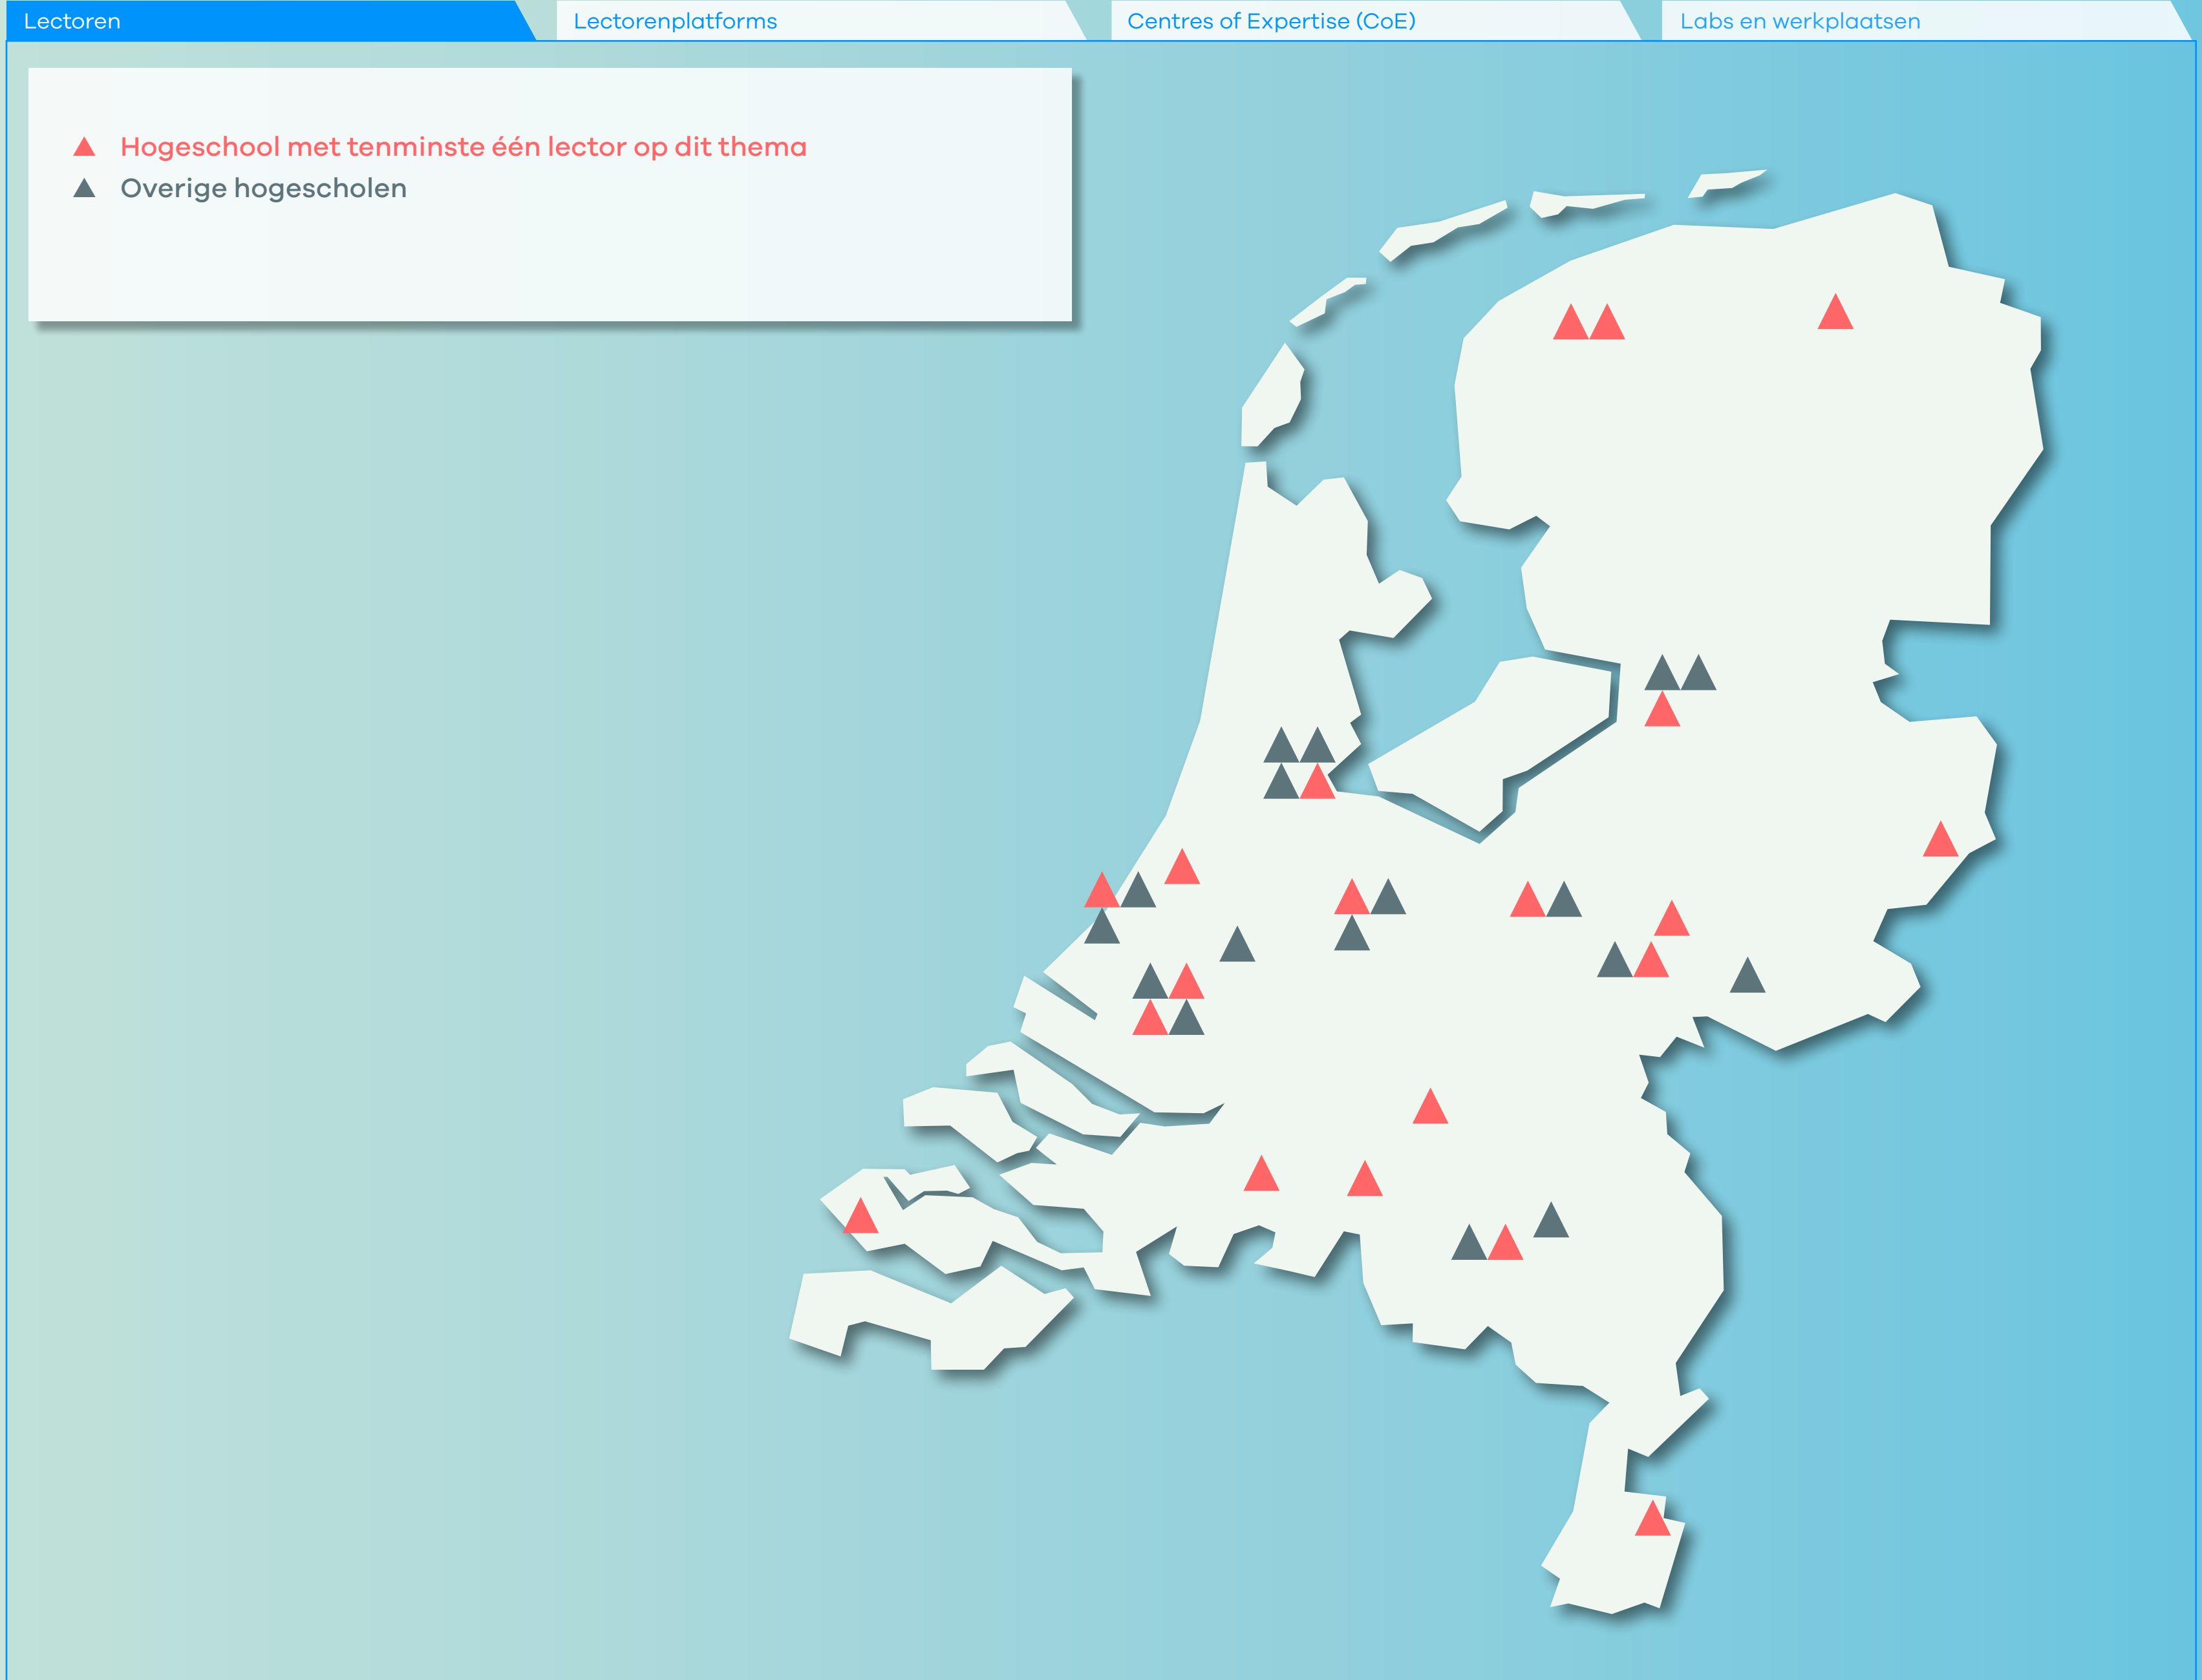 Lectoren
Lectorenplatforms
Centres of Expertise (CoE)
Labs en werkplaatsen
Hogeschool met tenminste één lector op dit thema
Overige hogescholen